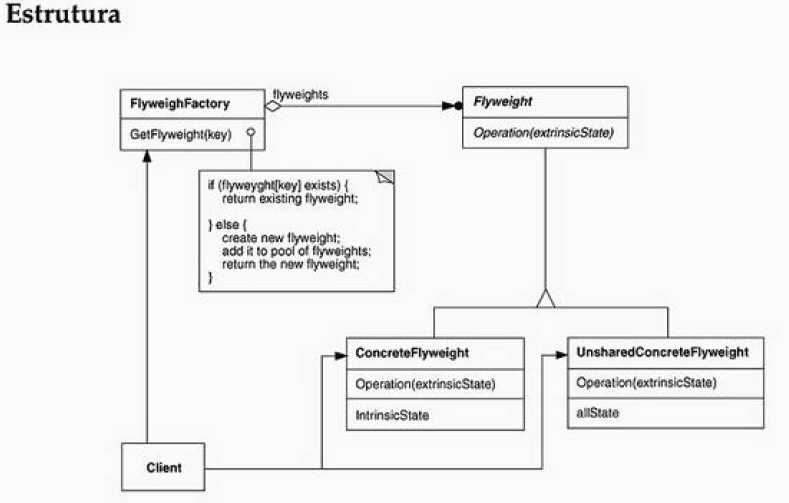 Estrutura
flyweights
FlyweighFactory
GetFlyweight(key)
Flyweight
Operation(extrinsicState)
if (flyweyght[key] exists) {
return existing flyweight;
} else {
create new flyweight;
add it to pool of flyweights;
return the new flyweight;
}
ConcreteFlyweight
Operation(extrinsicState)
IntrinsicState
UnsharedConcreteFlyweight
Operation(extrinsicState)
allState
Client